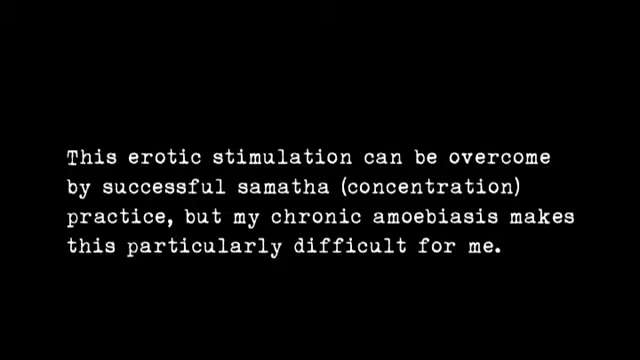 This erotic stimulation can be overcome
by successful samatha (concentration)
practice, but my chronic amoebiasis makes
this particularly difficult for me.